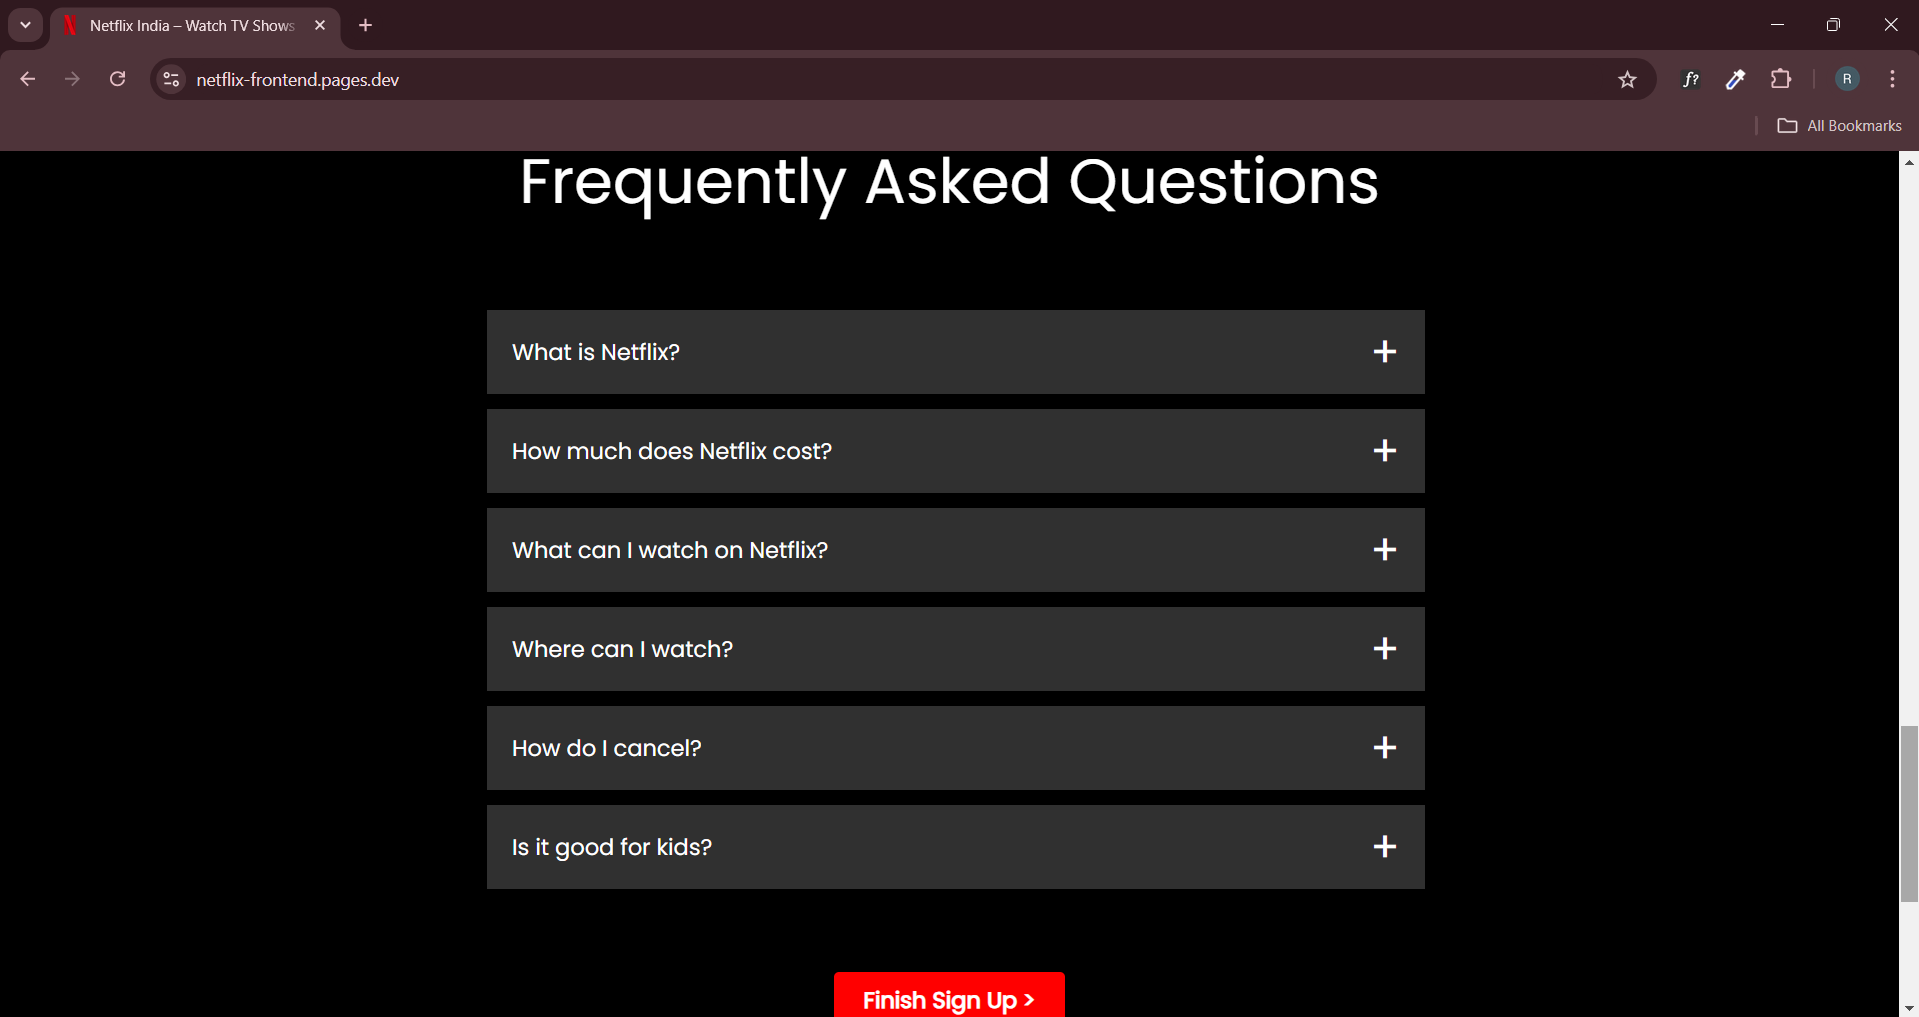 Netflix India – Watch TV Shows
netflix-frontend.pages.dev
f?
R
All Bookmarks
Frequently Asked Questions
What is Netflix?
+
How much does Netflix cost?
+
What can I watch on Netflix?
+
Where can I watch?
+
How do I cancel?
+
Is it good for kids?
+
Finish Sign Up >